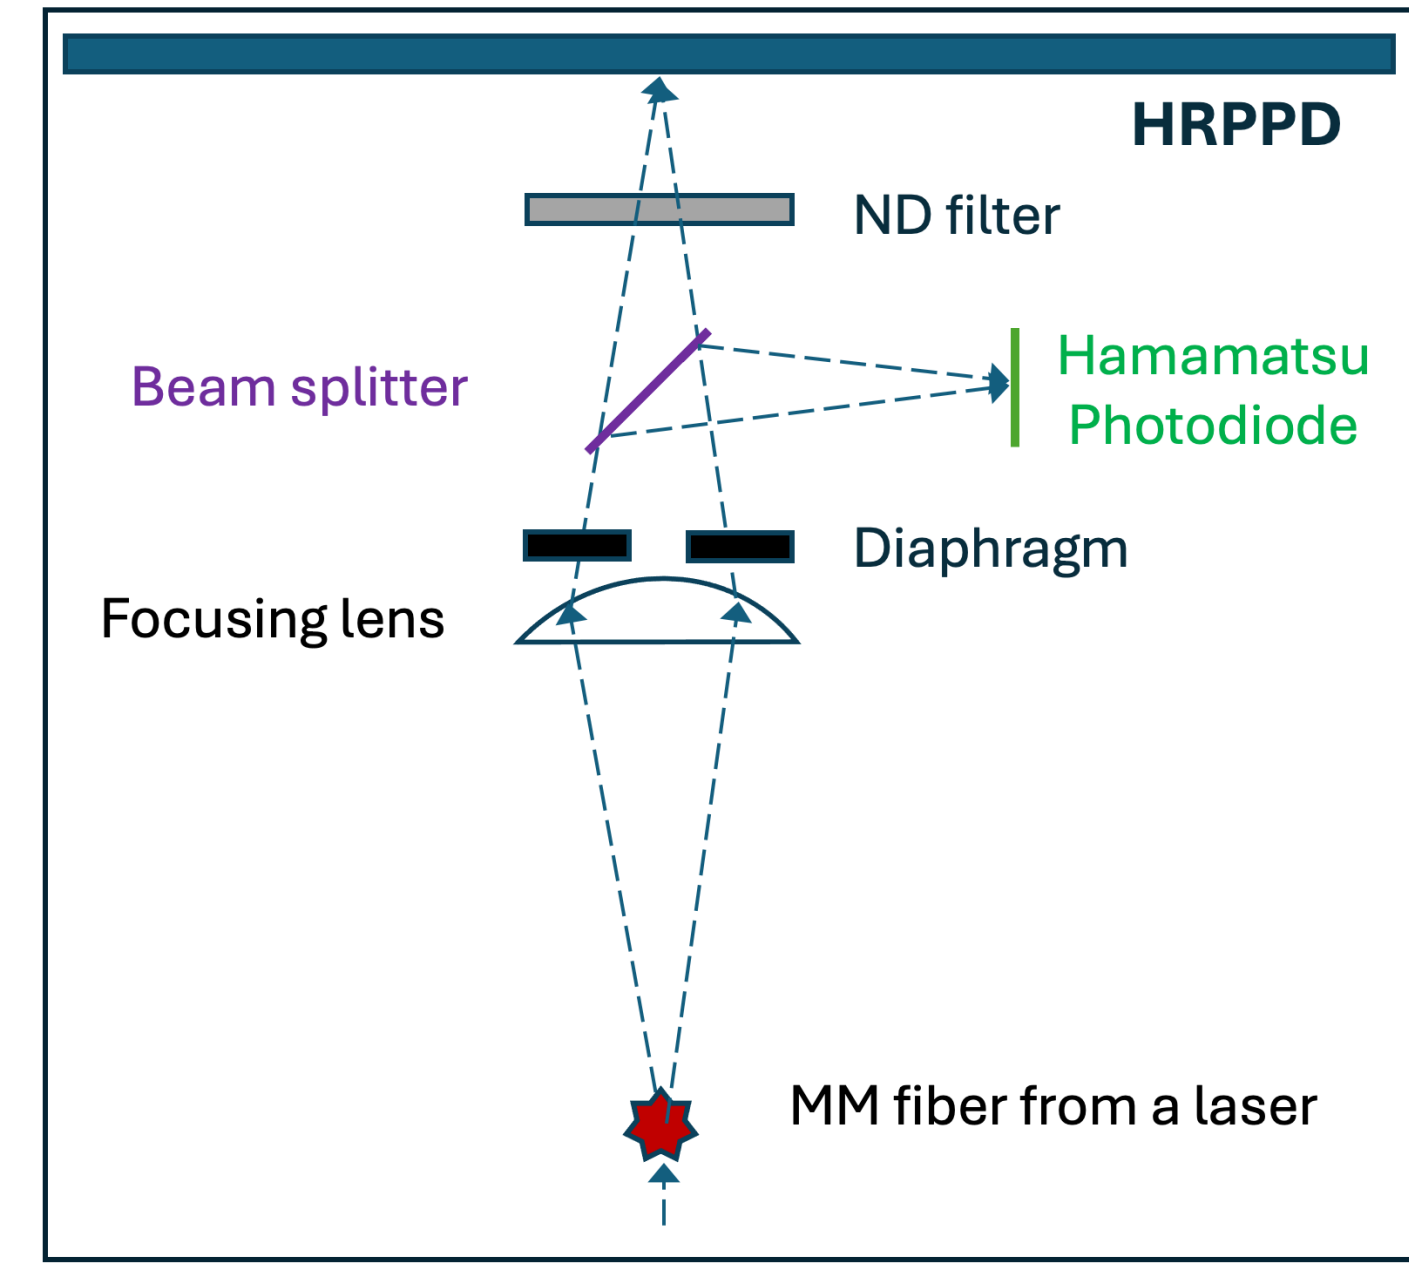 HRPPD
ND filter
Beam splitter
Hamamatsu
Photodiode
Diaphragm
Focusing lens
MM fiber from a laser